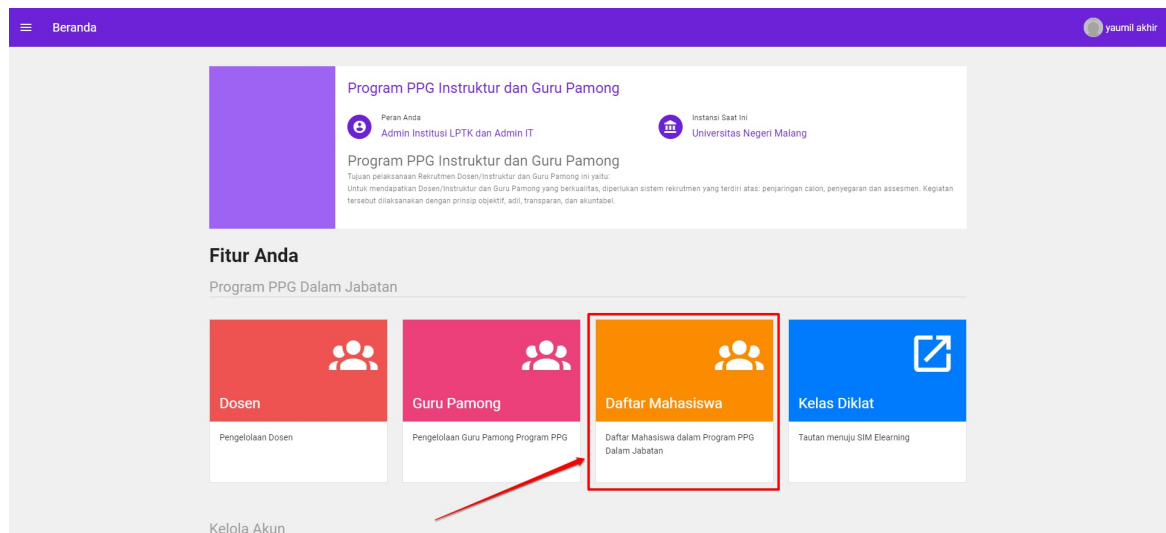 Beranda
yaumil akhir
Program PPG Instruktur dan Guru Pamong
Peran Anda
Admin Institusi LPTK dan Admin IT
Instansi Saat Ini
Universitas Negeri Malang
Program PPG Instruktur dan Guru Pamong
Tujuan pelaksanaan Rekrutmen Dosen/Instruktur dan Guru Pamong ini yaitu:
Untuk mendapatkan Dosen/Instruktur dan Guru Pamong yang berkualitas, diperlukan sistem rekrutmen yang terdiri atas: penjaringan calon, penyegaran dan assesmen. Kegiatan
tersebut dilaksanakan dengan prinsip objektif, adil, transparan, dan akuntabel.
Fitur Anda
Program PPG Dalam Jabatan
Dosen
Pengelolaan Dosen
Guru Pamong
Pengelolaan Guru Pamong Program PPG
Daftar Mahasiswa
Daftar Mahasiswa dalam Program PPG
Dalam Jabatan
Kelas Diklat
Tautan menuju SIM Elearning
Kelola Akun